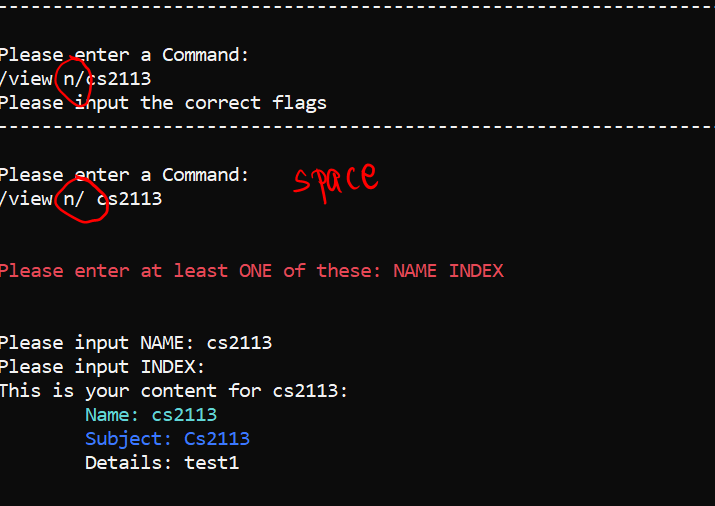 Please enter a Command:
/view n/cs2113
Please input the correct flags
Please enter a Command:
space
/view n/ cs2113
Please enter at least ONE of these: NAME INDEX
Please input NAME: cs2113
Please input INDEX:
This is your content for cs2113:
Name: cs2113
Subject: Cs2113
Details: test1